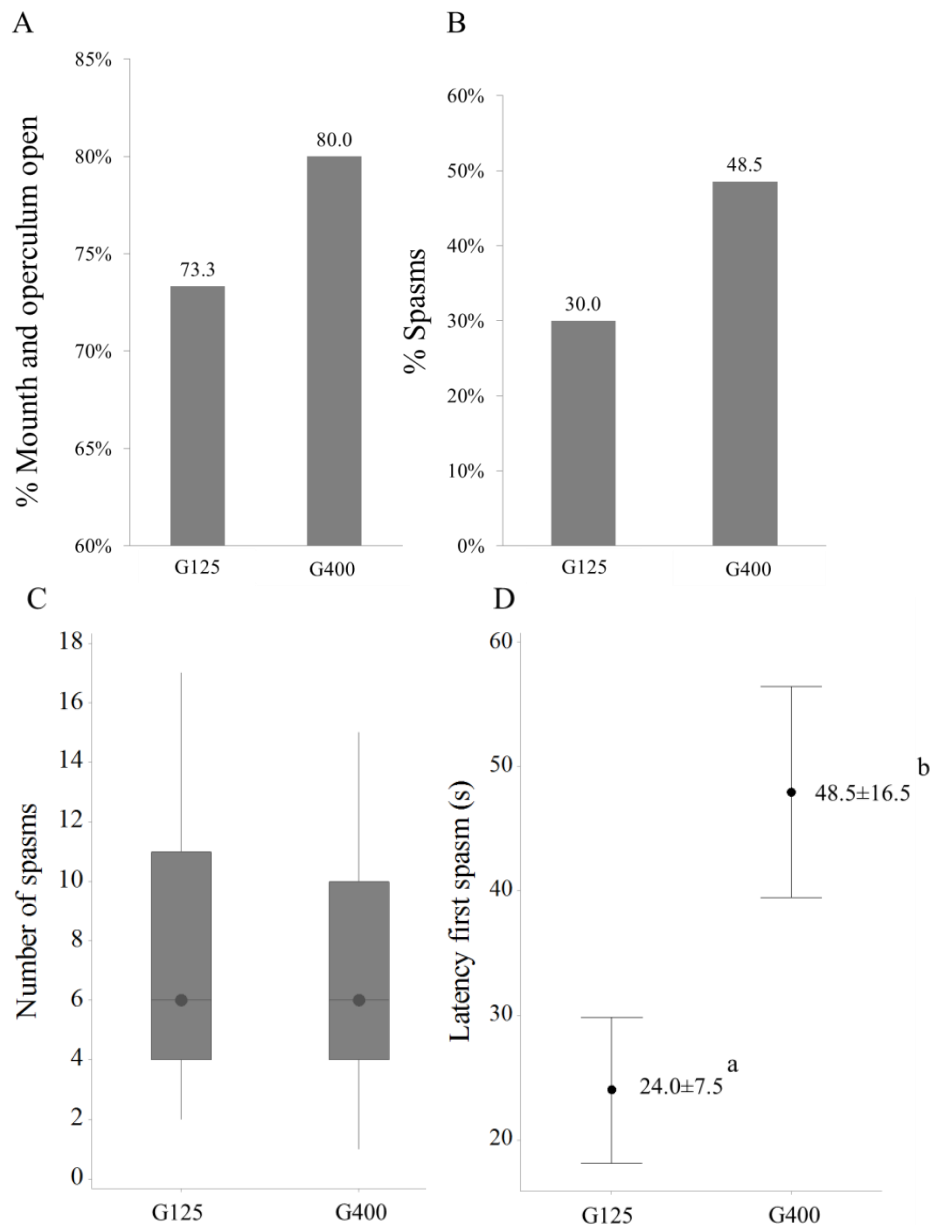 A
% Mounth and operculum open
85%
80%
75%
70%
65%
60%
73.3
80.0
G125
G400
B
% Spasms
60%
50%
40%
30%
20%
10%
0%
30.0
48.5
G125
G400
C
Number of spasms
18
16
14
12
10
8
6
4
2
0
G125
G400
D
Latency first spasm (s)
60
50
40
30
20
24.0±7.5 a
48.5±16.5 b
G125
G400